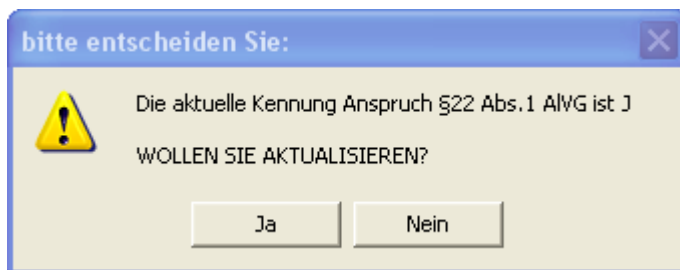 bitte entscheiden Sie:
Die aktuelle Kennung Anspruch §22 Abs.1 AlVG ist J
WOLLEN SIE AKTUALISIEREN?
Ja
Nein